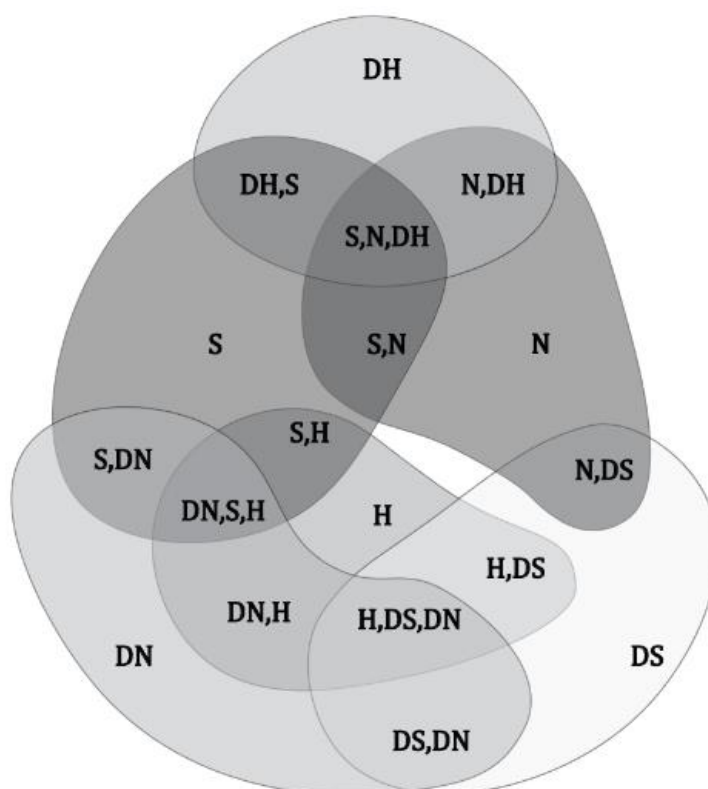 DH
DH,S
N,DH
S,N,DH
S
S,N
N
S,H
S,DN
N,DS
DN,S,H
H
H,DS
DN,H
H,DS,DN
DN
DS
DS,DN